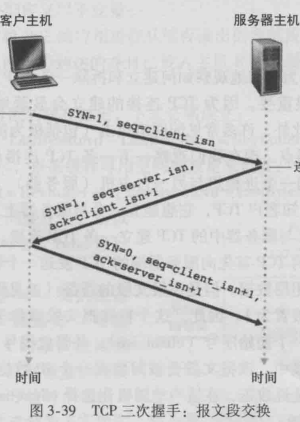 客户主机
服务器主机
SYN=1, seq=client_isn
SYN=1, seq=server_isn,
ack=client_isn+1
SYN=0, seq=client_isn+1,
ack=server_isn+1
时间
时间
图 3-39 TCP 三次握手：报文段交换